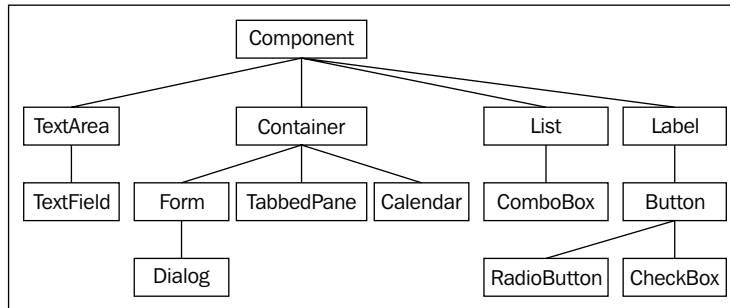 Component
TextArea
Container
List
Label
TextField
Form
TabbedPane
Calendar
ComboBox
Button
Dialog
RadioButton
CheckBox